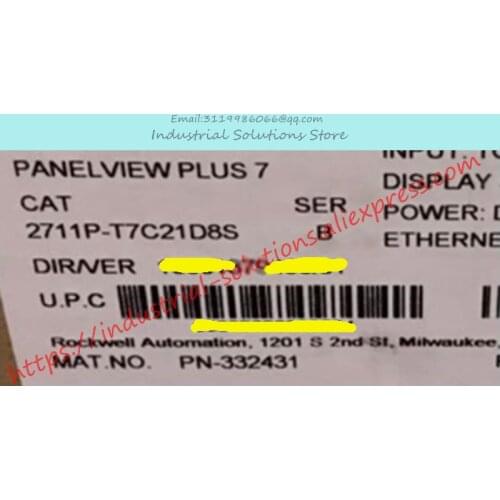 Email:3119986066@qq.com
Industrial Solutions Store
PANELVIEW PLUS 7
CAT
SER
2711P-T7C21D8S
B
DIR/VER
U.P.C
INPUT: TO
DISPLAY
POWER: D
ETHERNE
Rockwell Automation, 1201 S 2nd St, Milwaukee,
MAT.NO. PN-332431
https://industrial-solutions.aliexpress.com